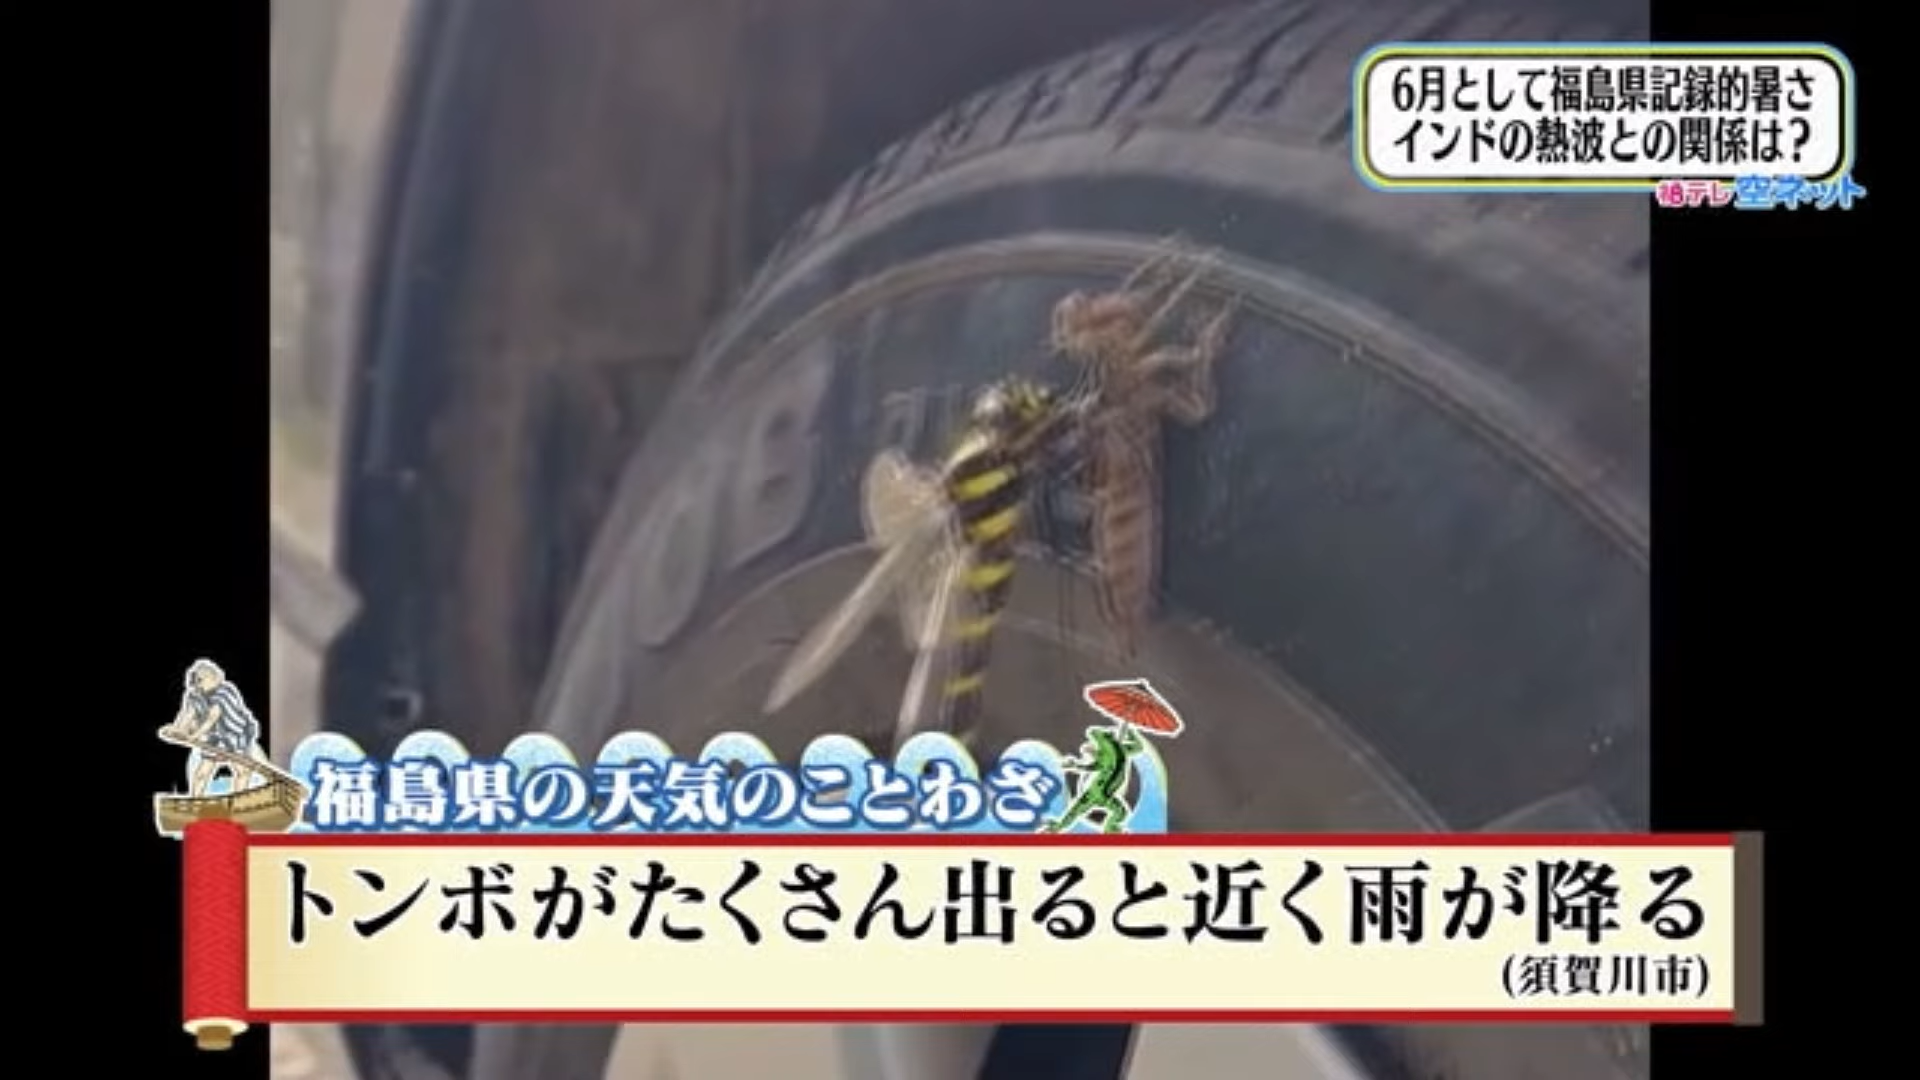 6月として福島県記録的暑さ
インドの熱波との関係は?
福テレ空ネット
福島県の天気のことわざ
トンボがたくさん出ると近く雨が降る
(須賀川市)